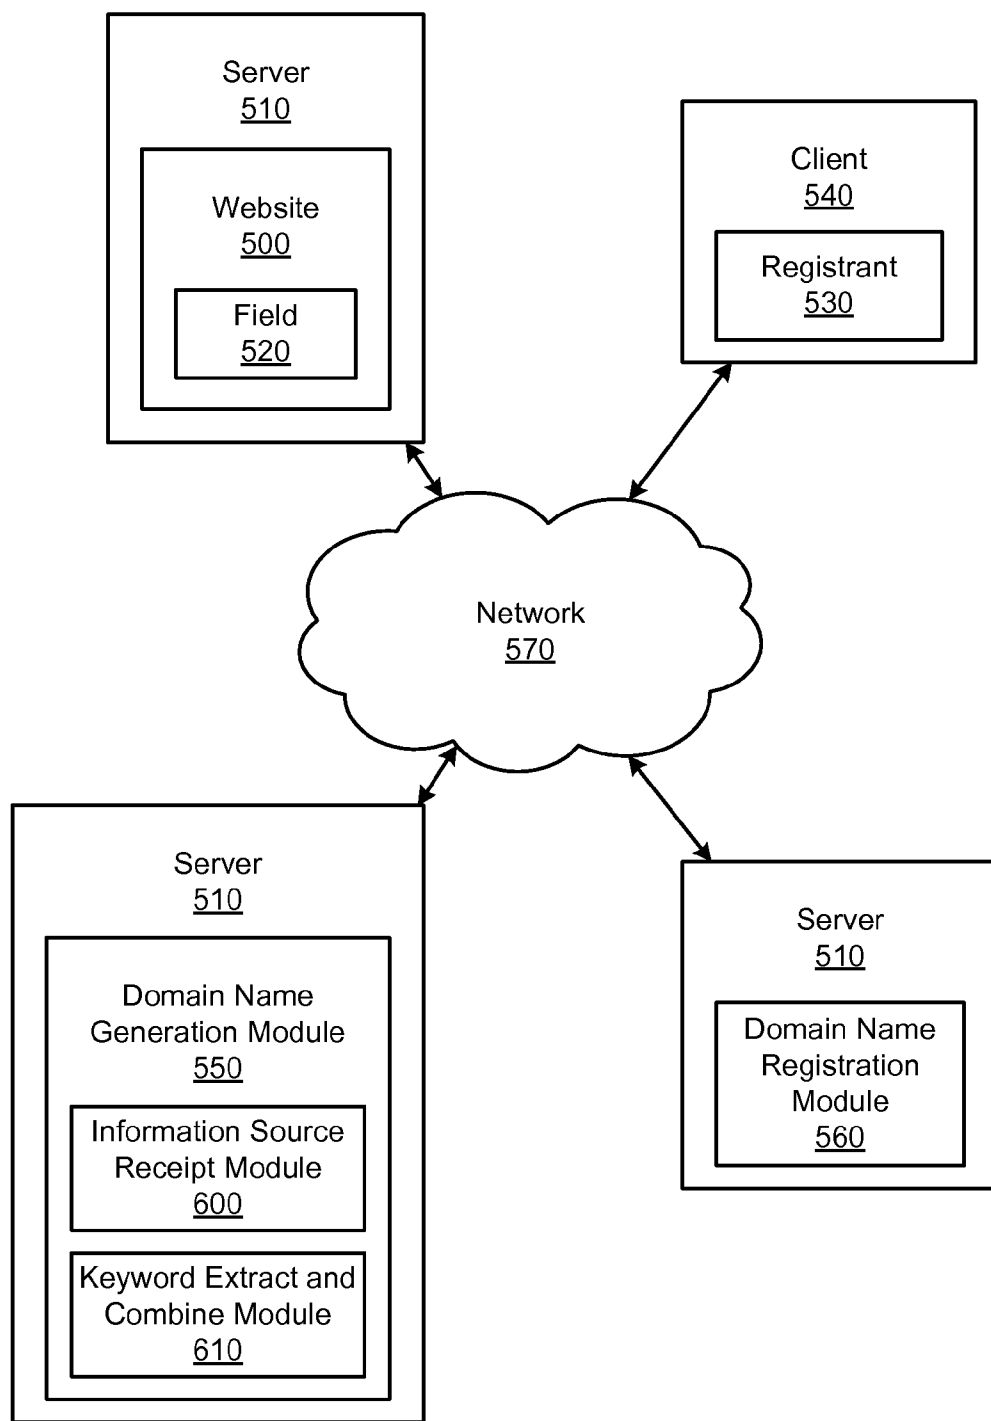 Server
510
Website
500
Field
520
Client
540
Registrant
530
Network
570
Server
510
Domain Name
Generation Module
550
Information Source
Receipt Module
600
Keyword Extract and
Combine Module
610
Server
510
Domain Name
Registration
Module
560